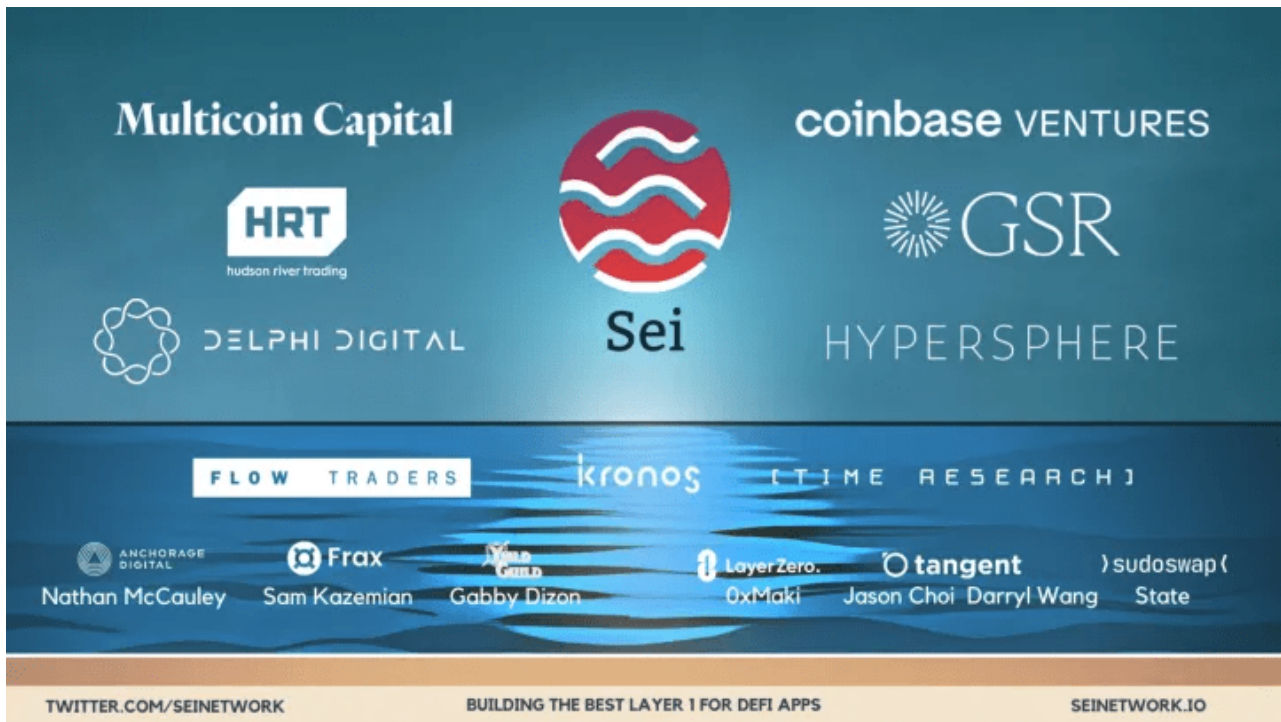 Multicoin Capital
coinbase VENTURES
HRT
hudson river trading
GSR
DELPHI DIGITAL
Sei
HYPERSPHERE
FLOW TRADERS
kronos
[TIME RESEARCH]
ANCHORAGE
DIGITAL
Nathan McCauley
Frax
Sam Kazemian
YIELD
GUILD
Gabby Dizon
LayerZero.
0xMaki
tangent
Jason Choi Darryl Wang
)sudoswap(
State
TWITTER.COM/SEINETWORK
BUILDING THE BEST LAYER 1 FOR DEFI APPS
SEINETWORK.IO